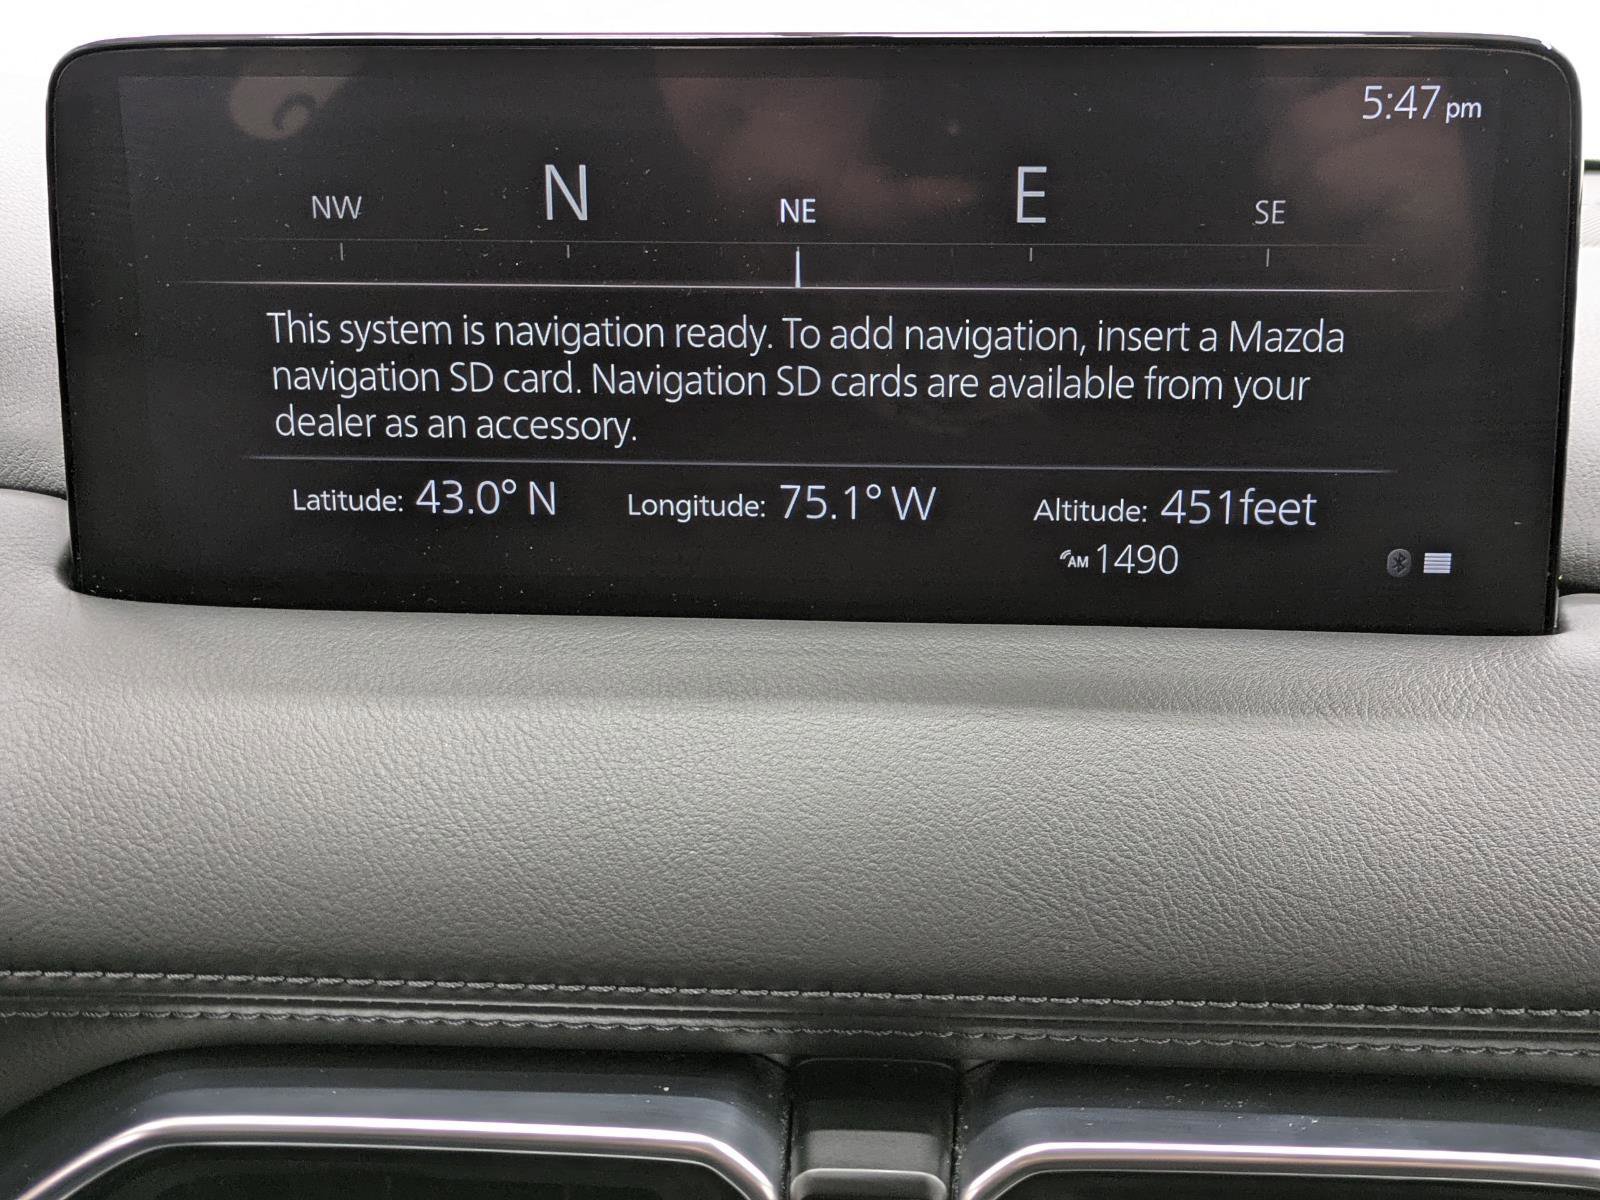 5:47 pm
NW N NE E SE
This system is navigation ready. To add navigation, insert a Mazda
navigation SD card. Navigation SD cards are available from your
dealer as an accessory.
Latitude: 43.0° N Longitude: 75.1° W Altitude: 451feet
AM 1490